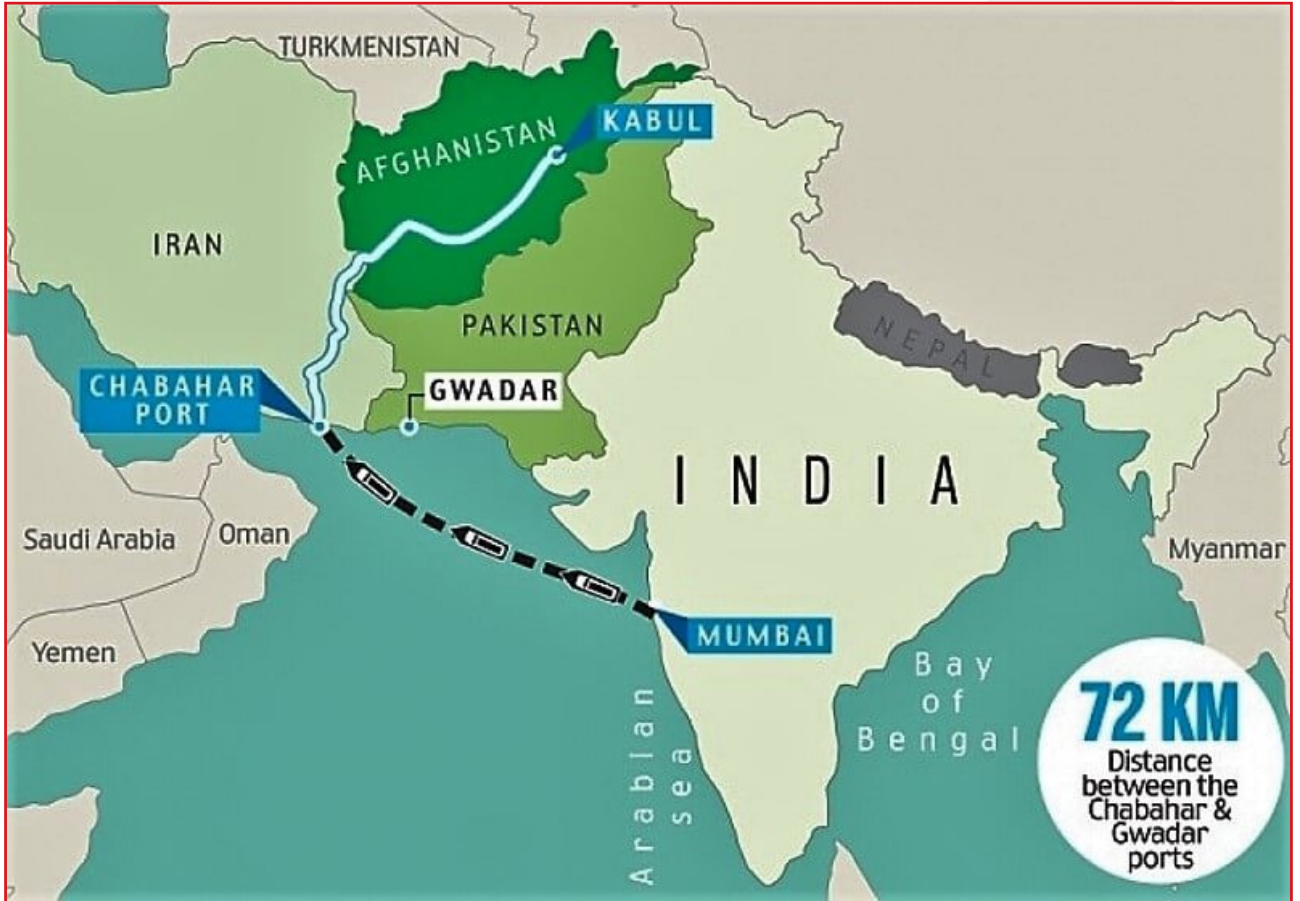 TURKMENISTAN
KABUL
AFGHANISTAN
IRAN
PAKISTAN
NEPAL
CHABAHAR
PORT
GWADAR
INDIA
Saudi Arabia
Oman
Myanmar
Yemen
MUMBAI
Bay
of
Bengal
Arabian
sea
72 KM
Distance
between the
Chabahar &
Gwadar
ports